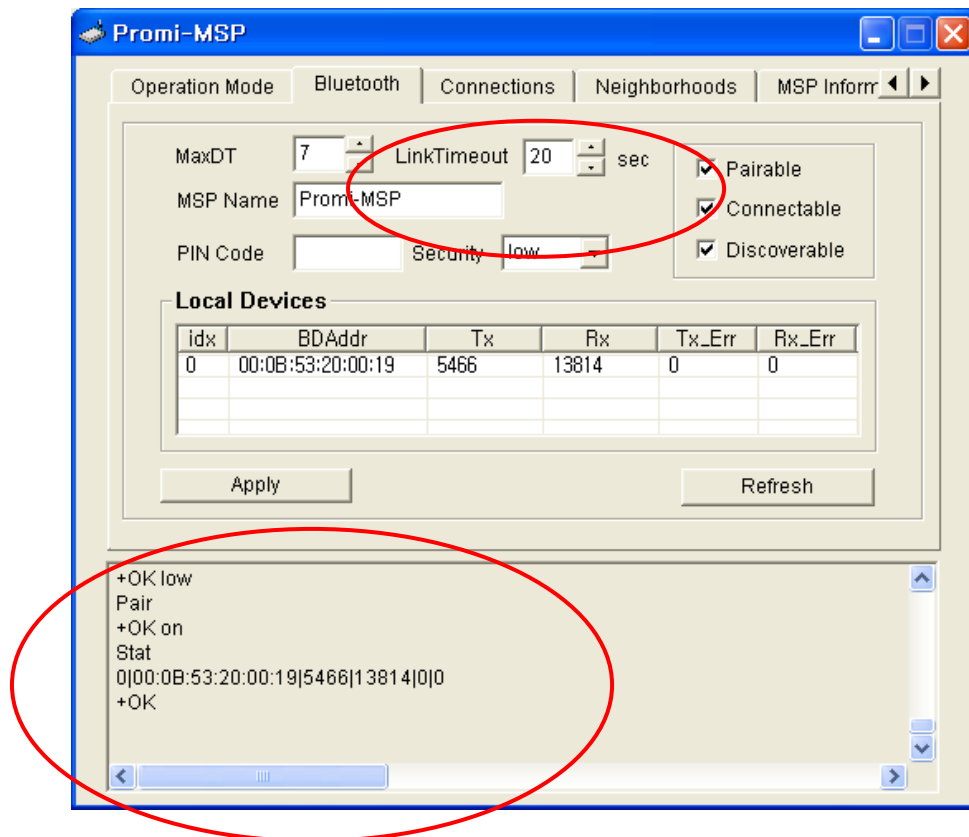 Promi-MSP
Operation Mode Bluetooth Connections Neighborhoods MSP Inform
MaxDT 7 LinkTimeout 20 sec
Pairable
MSP Name Promi-MSP
Connectable
PIN Code Security low
Discoverable
Local Devices
idx BDAddr Tx Rx Tx_Err Rx_Err
0 00:0B:53:20:00:19 5466 13814 0 0
Apply Refresh
+OK low
Pair
+OK on
Stat
0|00:0B:53:20:00:19|5466|13814|0|0
+OK